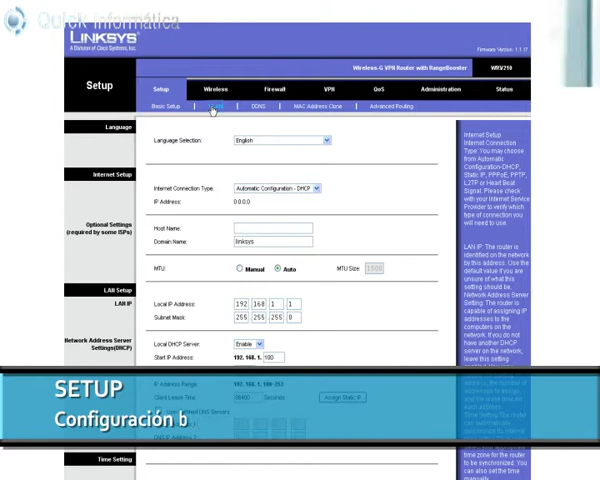 Quick Informática
LINKSYS
A Division of Cisco Systems, Inc.
Firmware Version: 1.1.17
Wireless-G VPN Router with RangeBooster
WRV210
Setup
Setup
Wireless
Firewall
VPN
QoS
Administration
Status
Basic Setup
VLAN
DDNS
MAC Address Clone
Advanced Routing
Language
Language Selection:
English
Internet Setup
Internet Connection Type:
Automatic Configuration - DHCP
IP Address:
0.0.0.0
Optional Settings
(required by some ISPs)
Host Name:
Domain Name:
linksys
MTU:
Manual
Auto
MTU Size:
1500
LAN Setup
LAN IP
Local IP Address:
192 168 1 1
Subnet Mask:
255 255 255 0
Network Address Server
Settings(DHCP)
Local DHCP Server:
Enable
Start IP Address:
192. 168. 1. 100
IP Address Range:
192. 168. 1. 100-253
Client Lease Time:
86400
Seconds
Assign Static IP
Time Setting
Internet Setup
Internet Connection
Type: You may choose
from Automatic
Configuration-DHCP,
Static IP, PPPoE, PPTP,
L2TP or Heart Beat
Signal. Please check
with your Internet Service
Provider to verify which
type of connection you
will need to use.
LAN IP: The router is
identified on the network
by this address. Use the
default value if you are
unsure of what this
setting should be.
Network Address Server
Setting: The router is
capable of assigning IP
addresses to the
computers on the
network. If you do not
have another DHCP
server on the network,
leave this setting
time zone for the router
to be synchronized. You
can also set the time
manually.
SETUP
Configuración b